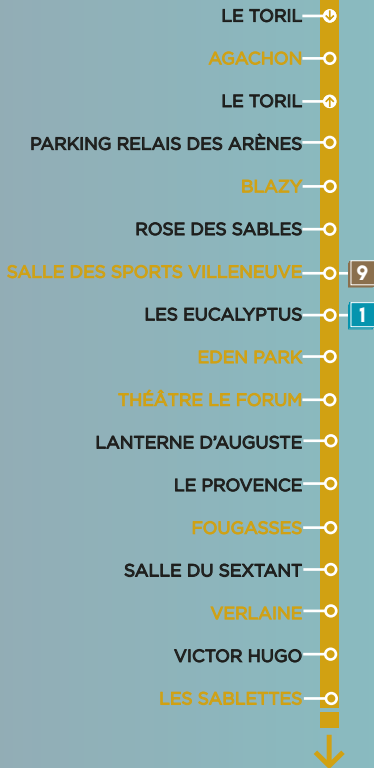 LE TORIL
AGACHON
LE TORIL
PARKING RELAIS DES ARÈNES
BLAZY
ROSE DES SABLES
SALLE DES SPORTS VILLENEUVE 9
LES EUCALYPTUS 1
EDEN PARK
THÉÂTRE LE FORUM
LANTERNE D'AUGUSTE
LE PROVENCE
FOUGASSES
SALLE DU SEXTANT
VERLAINE
VICTOR HUGO
LES SABLETTES